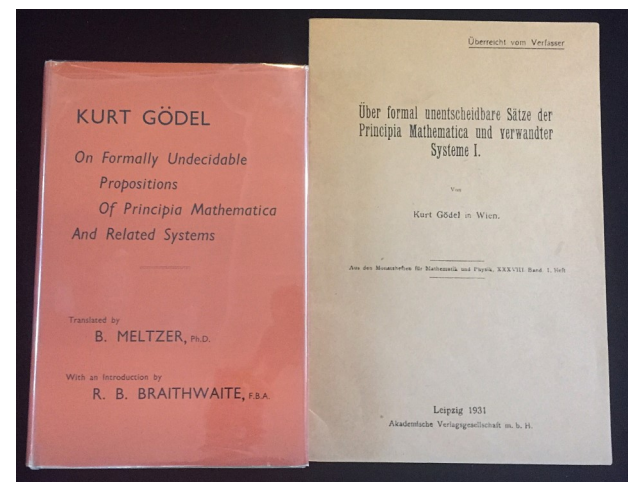 KURT GÖDEL
On Formally Undecidable
Propositions
Of Principia Mathematica
And Related Systems
Translated by
B. MELTZER, Ph.D.
With an Introduction by
R. B. BRAITHWAITE, F.B.A.
Überreicht vom Verfasser
Über formal unentscheidbare Sätze der
Principia Mathematica und verwandter
Systeme I.
Von
Kurt Gödel in Wien.
Aus den Monatsheften für Mathematik und Physik, XXXVIII. Band. 1. Heft
Leipzig 1931
Akademische Verlagsgesellschaft m. b. H.